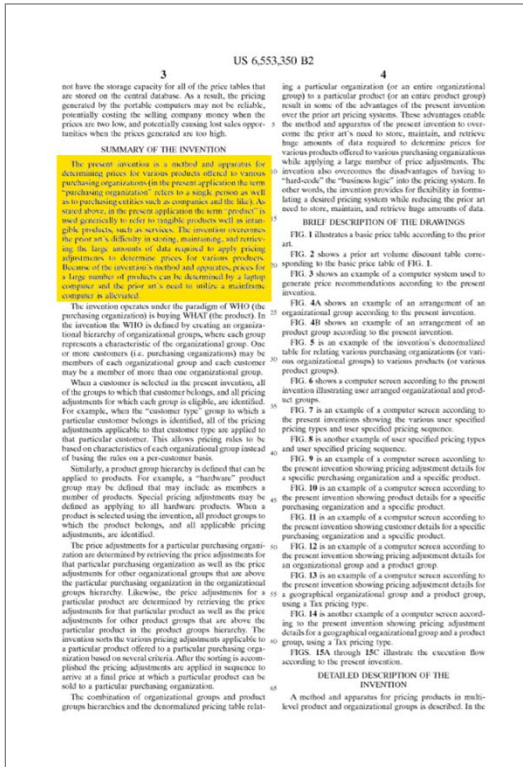 US 6,553,350 B2
3
not have the storage capacity for all of the price tables that
are stored on the central database. As a result, the pricing
generated by the portable computers may not be reliable,
potentially costing the selling company money when the
prices are two low, and potentially causing lost sales oppor-
tunities when the prices generated are too high.
SUMMARY OF THE INVENTION
The present invention is a method and apparatus for
determining prices for various products offered to various
purchasing organizations (in the present application the term
"purchasing organization" refers to a single person as well
as to purchasing entities such as companies and the like). As
stated above, in the present application the term "product" is
used generically to refer to tangible products well as intan-
gible products, such as services. The invention overcomes
the prior art's difficulty in storing, maintaining, and retriev-
ing the large amounts of data required to apply pricing
adjustments to determine prices for various products.
Because of the invention's method and apparatus, prices for
a large number of products can be determined by a laptop
computer and the prior art's need to utilize a mainframe
computer is alleviated.
The invention operates under the paradigm of WHO (the
purchasing organization) is buying WHAT (the product). In
the invention the WHO is defined by creating an organiza-
tional hierarchy of organizational groups, where each group
represents a characteristic of the organizational group. One
or more customers (i.e. purchasing organizations) may be
members of each organizational group and each customer
may be a member of more than one organizational group.
When a customer is selected in the present invention, all
of the groups to which that customer belongs, and all pricing
adjustments for which each group is eligible, are identified.
For example, when the "customer type" group to which a
particular customer belongs is identified, all of the pricing
adjustments applicable to that customer type are applied to
that particular customer. This allows pricing rules to be
based on characteristics of each organizational group instead
of basing the rules on a per-customer basis.
Similarly, a product group hierarchy is defined that can be
applied to products. For example, a "hardware" product
group may be defined that may include as members a
number of products. Special pricing adjustments may be
defined as applying to all hardware products. When a
product is selected using the invention, all product groups to
which the product belongs, and all applicable pricing
adjustments, are identified.
The price adjustments for a particular purchasing organi-
zation are determined by retrieving the price adjustments for
that particular purchasing organization as well as the price
adjustments for other organizational groups that are above
the particular purchasing organization in the organizational
groups hierarchy. Likewise, the price adjustments for a
particular product are determined by retrieving the price
adjustments for that particular product as well as the price
adjustments for other product groups that are above the
particular product in the product groups hierarchy. The
invention sorts the various pricing adjustments applicable to
a particular product offered to a particular purchasing orga-
nization based on several criteria. After the sorting is accom-
plished the pricing adjustments are applied in sequence to
arrive at a final price at which a particular product can be
sold to a particular purchasing organization.
The combination of organizational groups and product
groups hierarchies and the denormalized pricing table relat-
5
10
15
20
25
30
35
40
45
50
55
60
65
4
ing a particular organization (or an entire organizational
group) to a particular product (or an entire product group)
result in some of the advantages of the present invention
over the prior art pricing systems. These advantages enable
the method and apparatus of the present invention to over-
come the prior art's need to store, maintain, and retrieve
huge amounts of data required to determine prices for
various products offered to various purchasing organizations
while applying a large number of price adjustments. The
invention also overcomes the disadvantages of having to
"hard-code" the "business logic" into the pricing system. In
other words, the invention provides for flexibility in formu-
lating a desired pricing system while reducing the prior art
need to store, maintain, and retrieve huge amounts of data.
BRIEF DESCRIPTION OF THE DRAWINGS
FIG. 1 illustrates a basic price table according to the prior
art.
FIG. 2 shows a prior art volume discount table corre-
sponding to the basic price table of FIG. 1.
FIG. 3 shows an example of a computer system used to
generate price recommendations according to the present
invention.
FIG. 4A shows an example of an arrangement of an
organizational group according to the present invention.
FIG. 4B shows an example of an arrangement of an
product group according to the present invention.
FIG. 5 is an example of the invention's denormalized
table for relating various purchasing organizations (or vari-
ous organizational groups) to various products (or various
product groups).
FIG. 6 shows a computer screen according to the present
invention illustrating user arranged organizational and prod-
uct groups.
FIG. 7 is an example of a computer screen according to
the present inventions showing the various user specified
pricing types and user specified pricing sequence.
FIG. 8 is another example of user specified pricing types
and user specified pricing sequence.
FIG. 9 is an example of a computer screen according to
the present invention showing pricing adjustment details for
a specific purchasing organization and a specific product.
FIG. 10 is an example of a computer screen according to
the present invention showing product details for a specific
purchasing organization and a specific product.
FIG. 11 is an example of a computer screen according to
the present invention showing customer details for a specific
purchasing organization and a specific product.
FIG. 12 is an example of a computer screen according to
the present invention showing pricing adjustment details for
an organization group and a product group.
FIG. 13 is an example of a computer screen according to
the present invention showing pricing adjustment details for
a geographical organizational group and a product group,
using a Tax pricing type.
FIG. 14 is another example of a computer screen accord-
ing to the present invention showing pricing adjustment
details for a geographical organizational group and a product
group, using a Tax pricing type.
FIGS. 15A through 15C illustrate the execution flow
according to the present invention.
DETAILED DESCRIPTION OF THE
INVENTION
A method and apparatus for pricing products in multi-
level product and organizational groups is described. In the